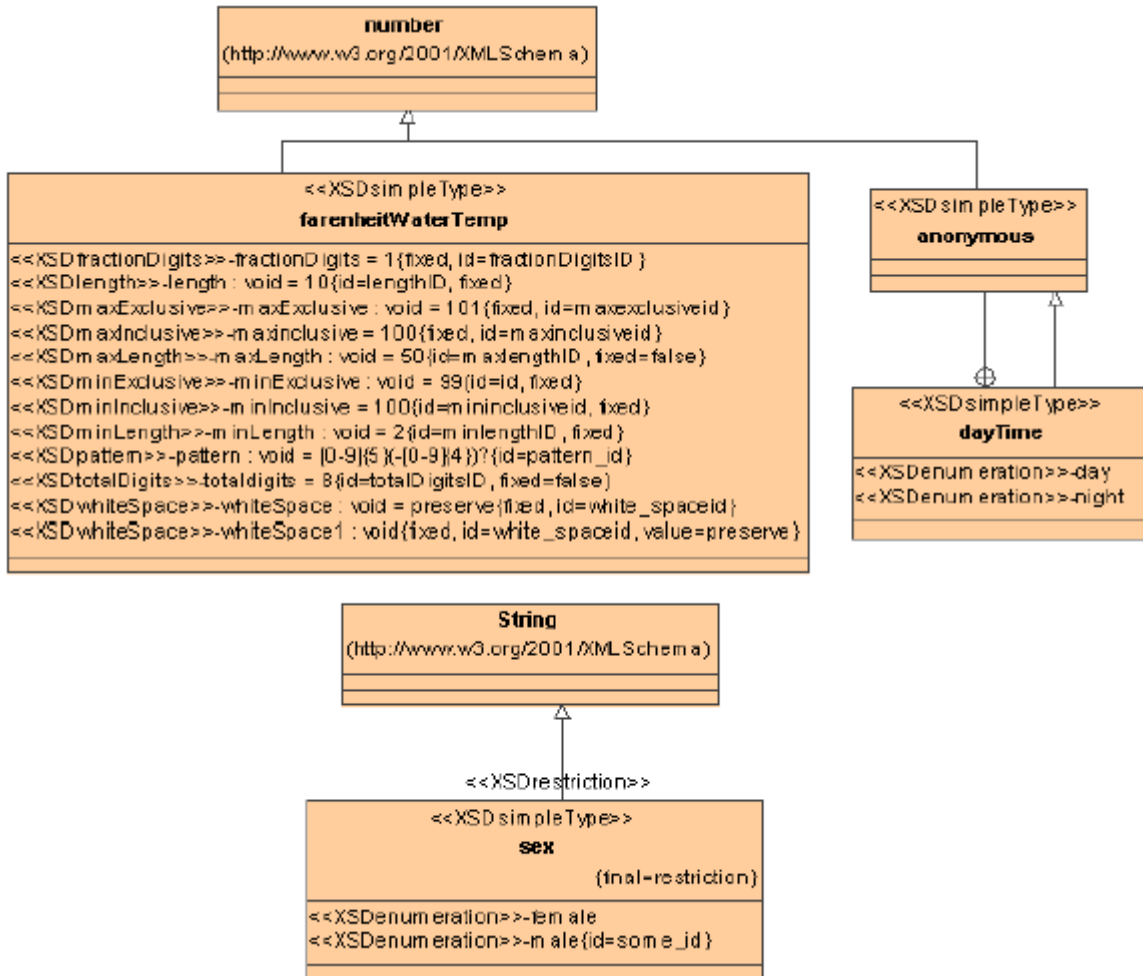 number
(http://www.w3.org/2001/XMLSchema)
<<XSDsimpleType>>
farenheitWaterTemp
<<XSDfractionDigits>>-fractionDigits = 1{fixed, id=fractionDigitsID}
<<XSDlength>>-length : void = 10{id=lengthID, fixed}
<<XSDmaxExclusive>>-maxExclusive : void = 101{fixed, id=maxexclusiveid}
<<XSDmaxInclusive>>-maxinclusive = 100{fixed, id=maxinclusiveid}
<<XSDmaxLength>>-maxLength : void = 50{id=maxlengthID, fixed=false}
<<XSDminExclusive>>-minExclusive : void = 99{id=id, fixed}
<<XSDminInclusive>>-minInclusive = 100{id=mininclusiveid, fixed}
<<XSDminLength>>-minLength : void = 2{id=minlengthID, fixed}
<<XSDpattern>>-pattern : void = [0-9]{5}(-[0-9]{4})?{id=pattern_id}
<<XSDtotalDigits>>-totaldigits = 8{id=totalDigitsID, fixed=false}
<<XSDwhiteSpace>>-whiteSpace : void = preserve{fixed, id=white_spaceid}
<<XSDwhiteSpace>>-whiteSpace1 : void{fixed, id=white_spaceid, value=preserve}
<<XSDsimpleType>>
anonymous
<<XSDsimpleType>>
dayTime
<<XSDenumeration>>-day
<<XSDenumeration>>-night
String
(http://www.w3.org/2001/XMLSchema)
<<XSDrestriction>>
<<XSDsimpleType>>
sex
{final=restriction}
<<XSDenumeration>>-female
<<XSDenumeration>>-male{id=some_id}